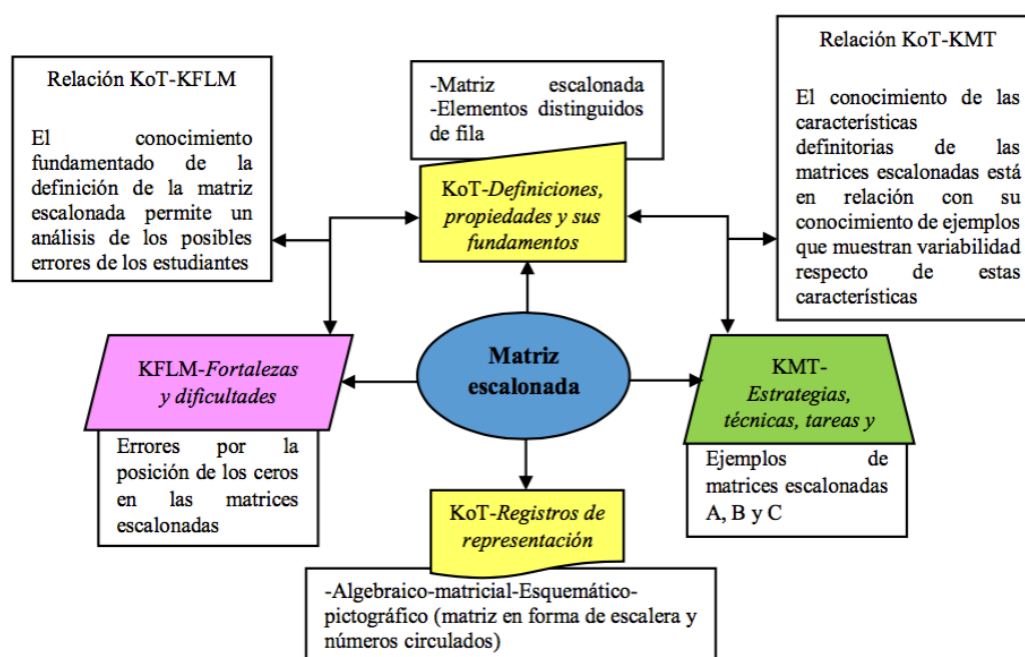 Relación KoT-KFLM
El conocimiento
fundamentado de la
definición de la matriz
escalonada permite un
análisis de los posibles
errores de los estudiantes
-Matriz escalonada
-Elementos distinguidos
de fila
KoT-Definiciones,
propiedades y sus
fundamentos
Relación KoT-KMT
El conocimiento de las
características
definitorias de las
matrices escalonadas está
en relación con su
conocimiento de ejemplos
que muestran variabilidad
respecto de estas
características
KFLM-Fortalezas
y dificultades
Errores por la
posición de los ceros
en las matrices
escalonadas
Matriz
escalonada
KMT-
Estrategias,
técnicas, tareas y
Ejemplos de
matrices escalonadas
A, B y C
KoT-Registros de
representación
-Algebraico-matricial-Esquemático-
pictográfico (matriz en forma de escalera y
números circulados)